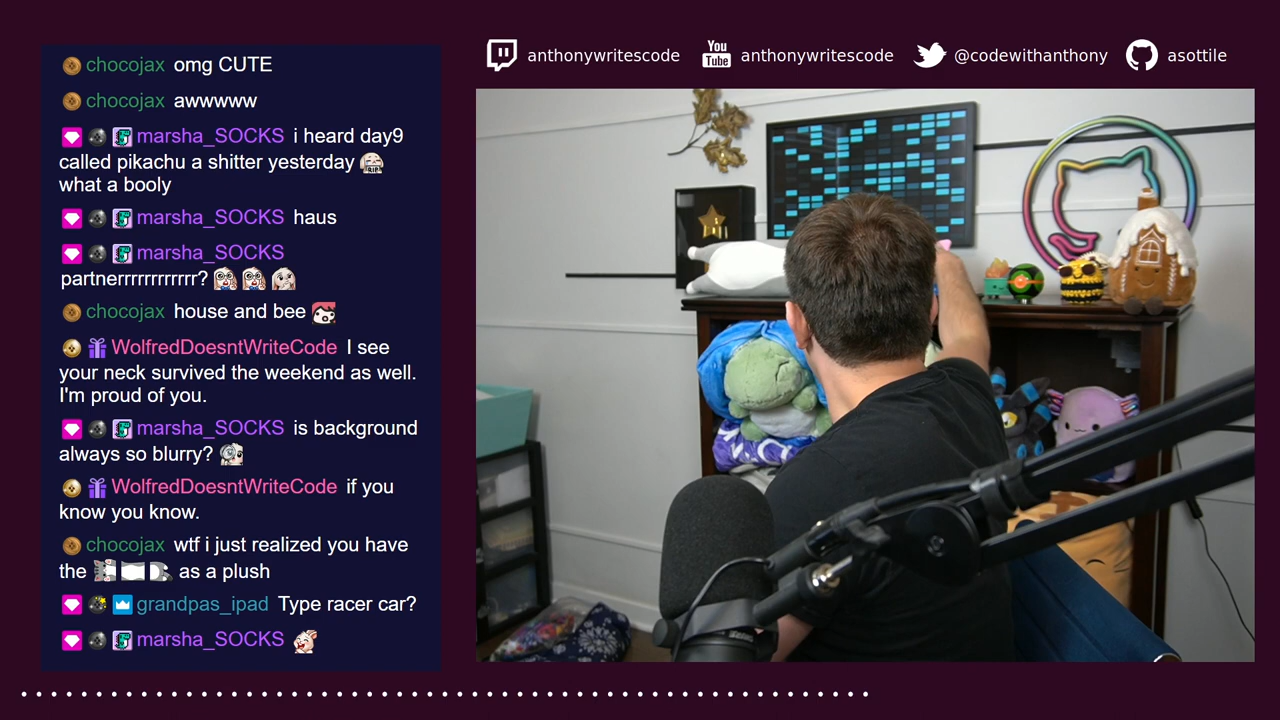 anthonywritescode
You Tube anthonywritescode
@codewithanthony
asottile
chocojax omg CUTE
chocojax awwwww
marsha_SOCKS i heard day9
called pikachu a shitter yesterday
what a booly
marsha_SOCKS haus
marsha_SOCKS
partnerrrrrrrrrrrr?
chocojax house and bee
WolfredDoesntWriteCode I see
your neck survived the weekend as well.
I'm proud of you.
marsha_SOCKS is background
always so blurry?
WolfredDoesntWriteCode if you
know you know.
chocojax wtf i just realized you have
the as a plush
grandpas_ipad Type racer car?
marsha_SOCKS